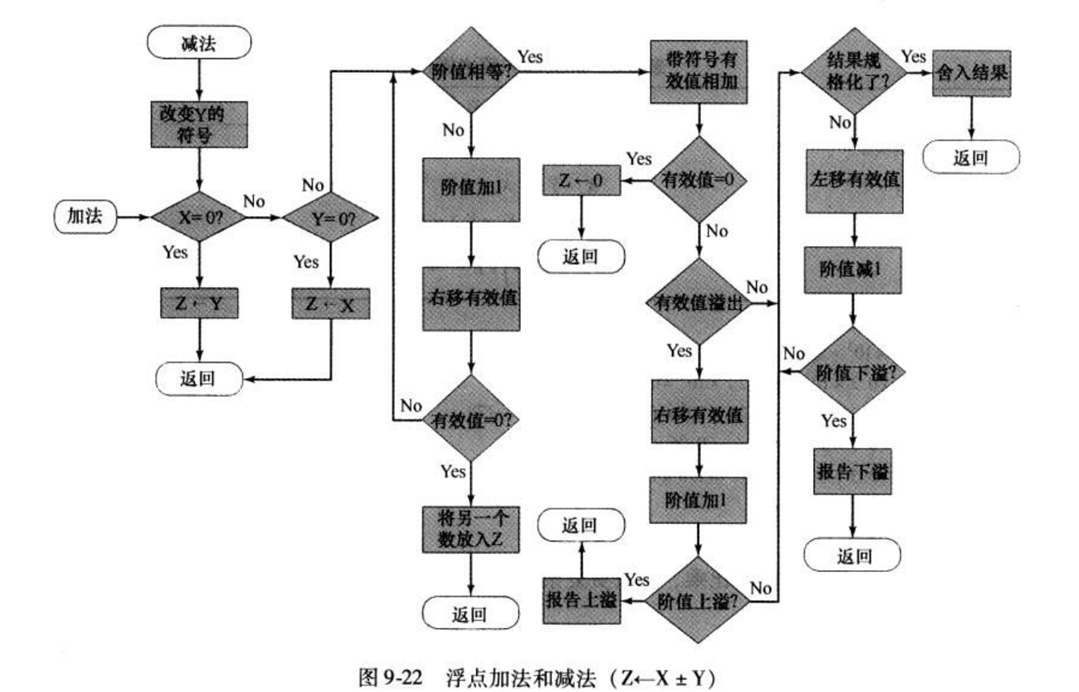 减法
改变Y的
符号
加法
X=0?
No
Yes
Z←Y
返回
Y=0?
No
Yes
Z←X
阶值相等?
Yes
No
阶值加1
右移有效值
有效值=0?
No
Yes
将另一个
数放入Z
返回
带符号有
效值相加
有效值=0
Yes
Z←0
返回
No
有效值溢出
No
Yes
右移有效值
阶值加1
阶值上溢?
Yes
报告上溢
返回
No
结果规
格化了?
Yes
舍入结果
返回
No
左移有效值
阶值减1
阶值下溢?
No
Yes
报告下溢
返回
图 9-22 浮点加法和减法（Z←X ± Y）